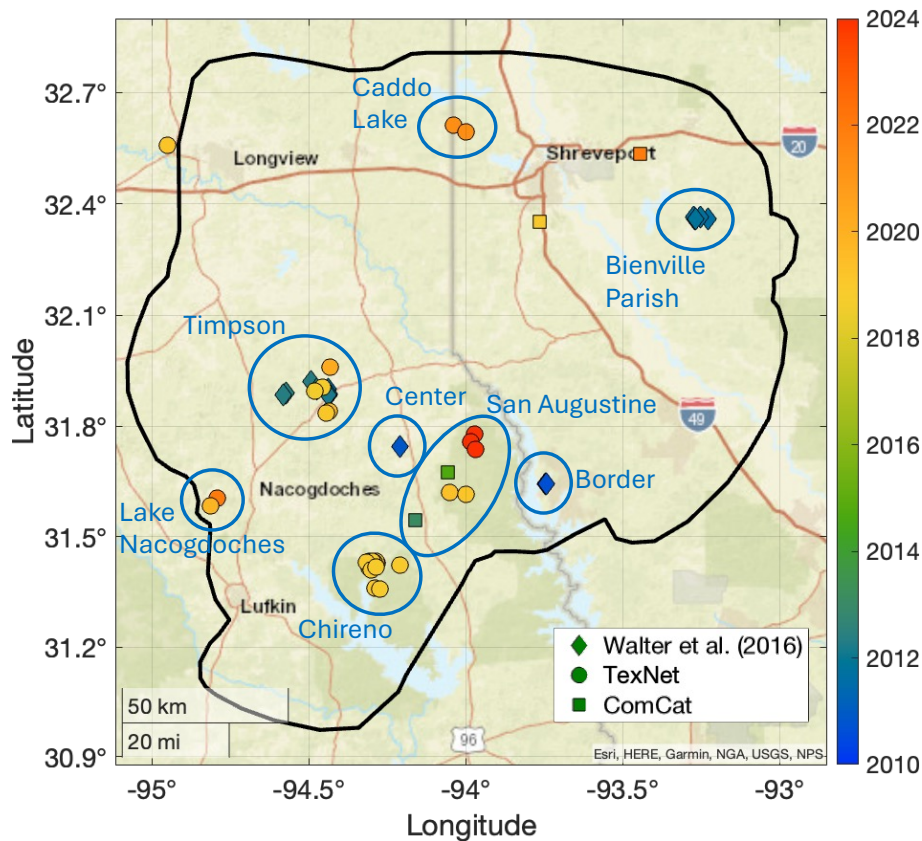 2024
2022
2020
2018
2016
2014
2012
2010
32.7°
32.4°
32.1°
31.8°
31.5°
31.2°
30.9°
Latitude
-95°
-94.5°
-94°
-93.5°
-93°
Longitude
Caddo
Lake
Longview
Shreveport
20
Bienville
Parish
Timpson
Center
San Augustine
49
Border
Nacogdoches
Lake
Nacogdoches
Lufkin
Chireno
Walter et al. (2016)
TexNet
ComCat
50 km
20 mi
96
Esri, HERE, Garmin, NGA, USGS, NPS